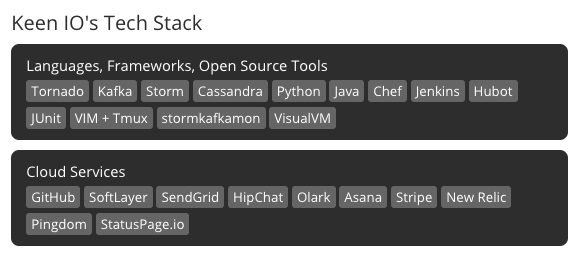 Keen IO's Tech Stack
Languages, Frameworks, Open Source Tools
Tornado Kafka Storm Cassandra Python Java Chef Jenkins Hubot
JUnit VIM + Tmux stormkafkamon VisualVM
Cloud Services
GitHub SoftLayer SendGrid HipChat Olark Asana Stripe New Relic
Pingdom StatusPage.io